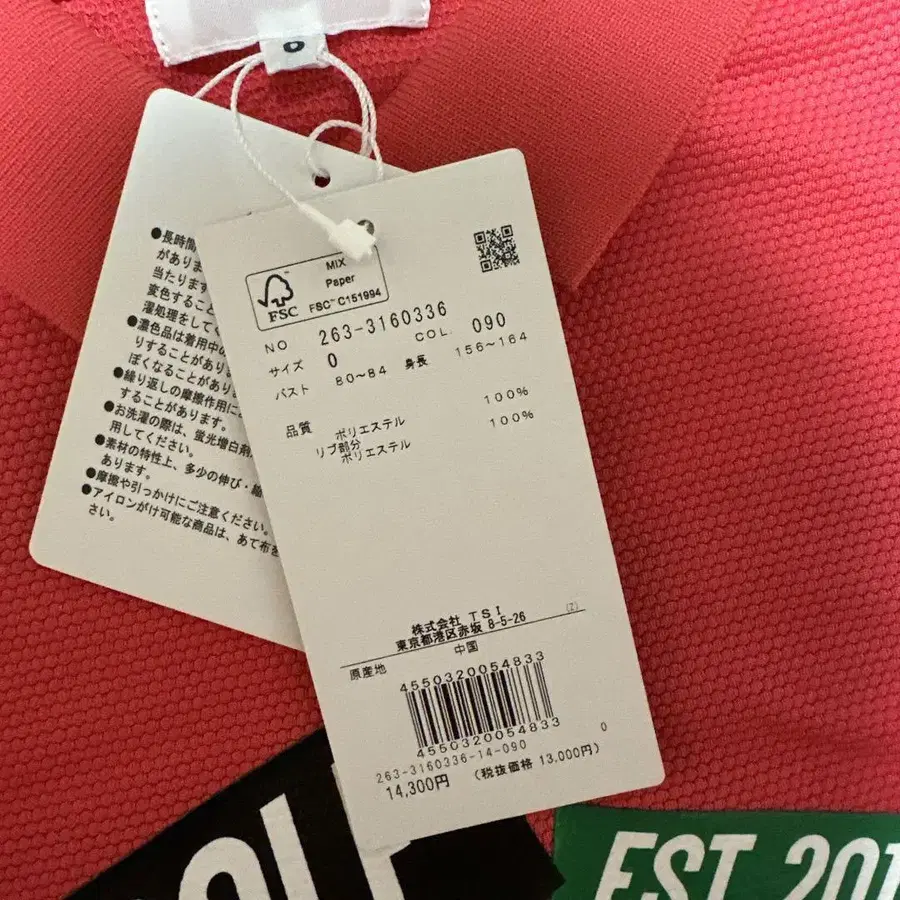 0
●長時間
がありま
当たります
変色すること
濯処理をしてく
●濃色品は着用中の
りすることがあり
ぽくなることがあり
●繰り返しの摩擦作用に
することがあります。
●お洗濯の際は、蛍光増白剤
用してください。
●素材の特性上、多少の伸び・縮
あります。
●摩擦や引っかけにご注意ください。
●アイロンがけ可能な商品は、あて布を
さい。
FSC
MIX
Paper
FSC™ C151994
NO 263-3160336 COL. 090
サイズ 0
バスト 80～84 身長 156～164
品質 ポリエステル 100%
リブ部分
ポリエステル 100%
株式会社 TSI (Z)
東京都港区赤坂 8-5-26
原産地 中国
4550320054833
4550320054833
263-3160336-14-090 0
14,300円 (税抜価格 13,000円)
EST. 201